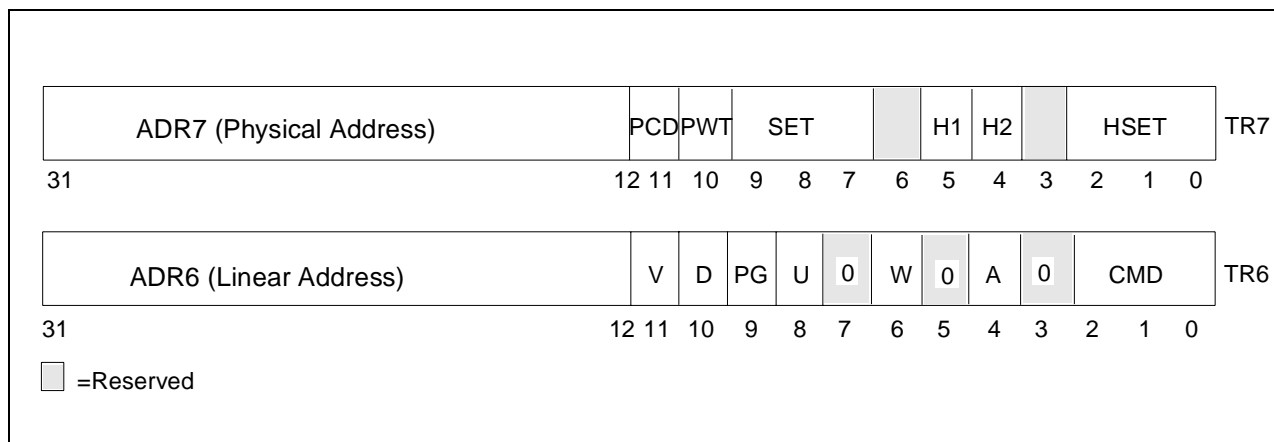 ADR7 (Physical Address) PCD PWT SET H1 H2 HSET TR7
31 12 11 10 9 8 7 6 5 4 3 2 1 0
ADR6 (Linear Address) V D PG U 0 W 0 A 0 CMD TR6
31 12 11 10 9 8 7 6 5 4 3 2 1 0
=Reserved